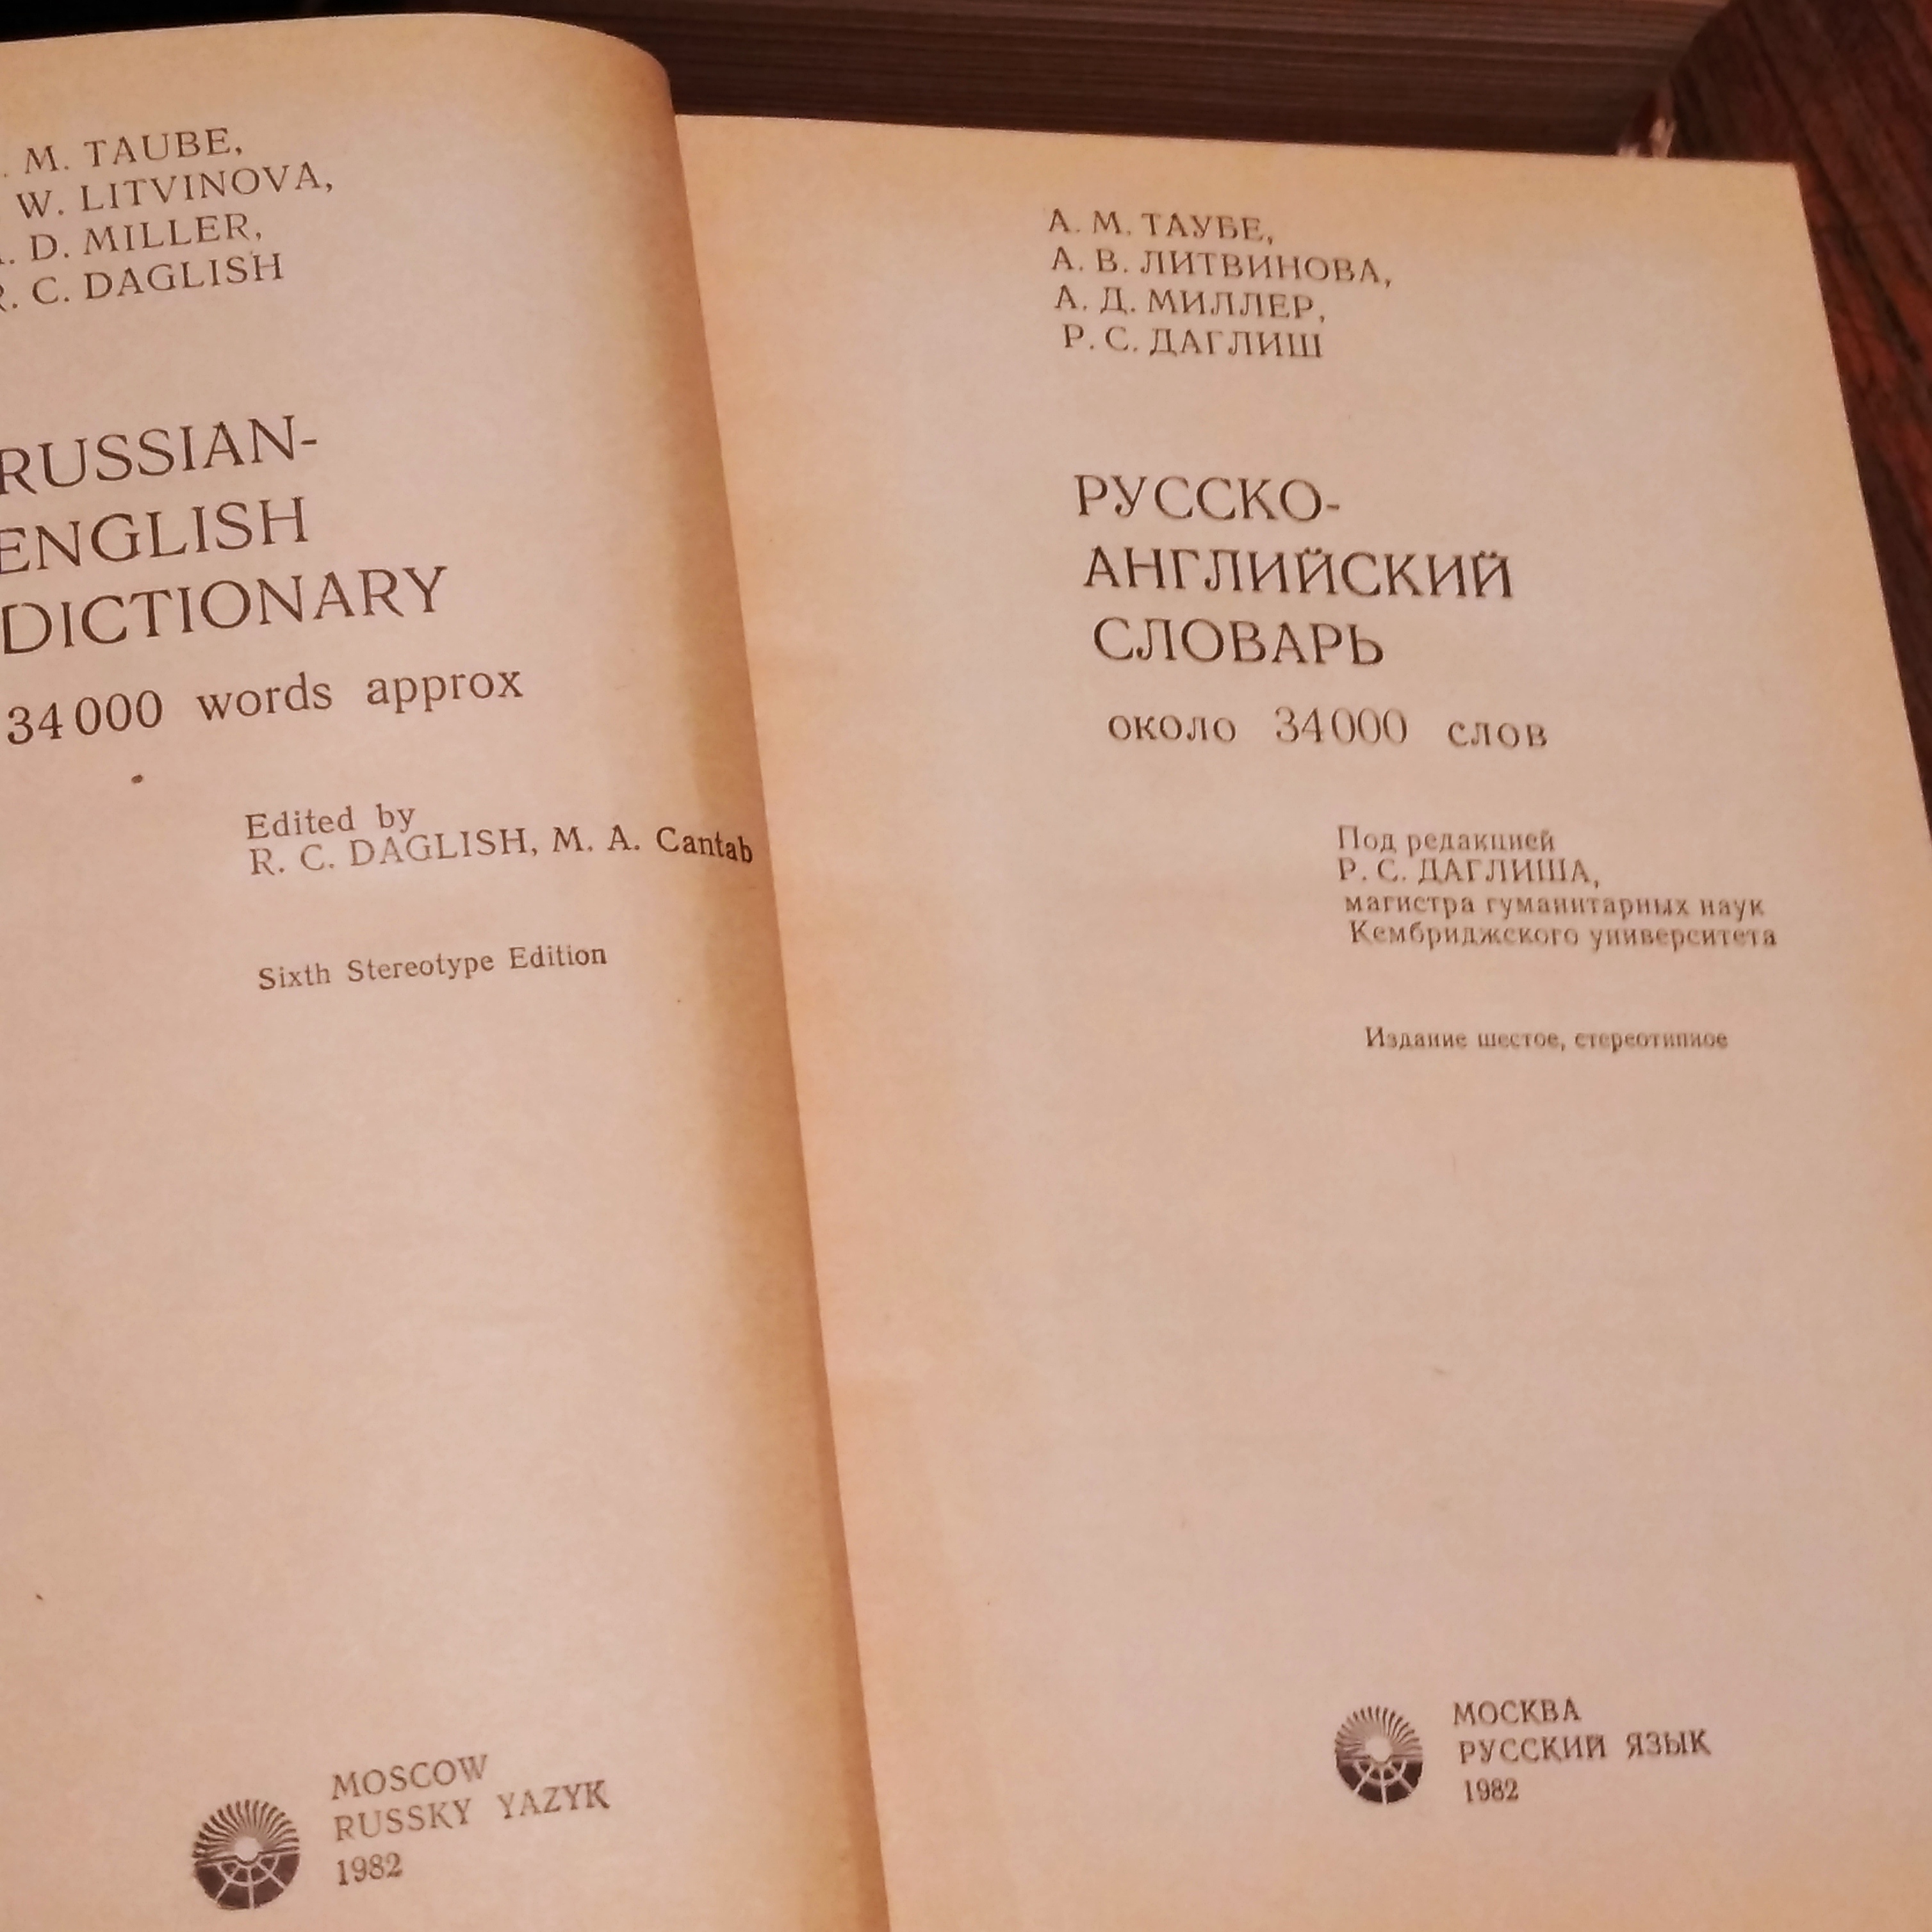 M. TAUBE,
W. LITVINOVA,
D. MILLER,
R. C. DAGLISH
RUSSIAN-
ENGLISH
DICTIONARY
34 000 words approx
Edited by
R. C. DAGLISH, M. A. Cantab
Sixth Stereotype Edition
MOSCOW
RUSSKY YAZYK
1982
А. М. ТАУБЕ,
А. В. ЛИТВИНОВА,
А. Д. МИЛЛЕР,
Р. С. ДАГЛИШ
РУССКО-
АНГЛИЙСКИЙ
СЛОВАРЬ
около 34 000 слов
Под редакцией
Р. С. ДАГЛИША,
магистра гуманитарных наук
Кембриджского университета
Издание шестое, стереотипное
МОСКВА
РУССКИЙ ЯЗЫК
1982